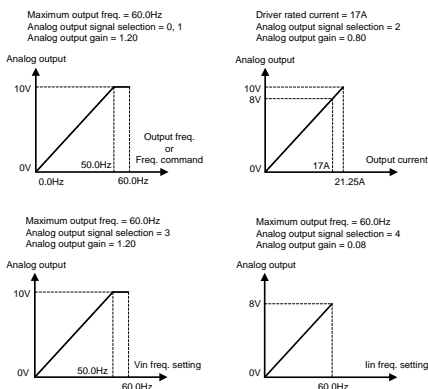 Maximum output freq. = 60.0Hz
Analog output signal selection = 0, 1
Analog output gain = 1.20
Analog output
10V
0V
50.0Hz
0.0Hz
60.0Hz
Output freq.
or
Freq. command
Driver rated current = 17A
Analog output signal selection = 2
Analog output gain = 0.80
Analog output
10V
8V
0V
17A
21.25A
Output current
Maximum output freq. = 60.0Hz
Analog output signal selection = 3
Analog output gain = 1.20
Analog output
10V
0V
50.0Hz
60.0Hz
Vin freq. setting
Maximum output freq. = 60.0Hz
Analog output signal selection = 4
Analog output gain = 0.08
Analog output
8V
0V
60.0Hz
Iin freq. setting